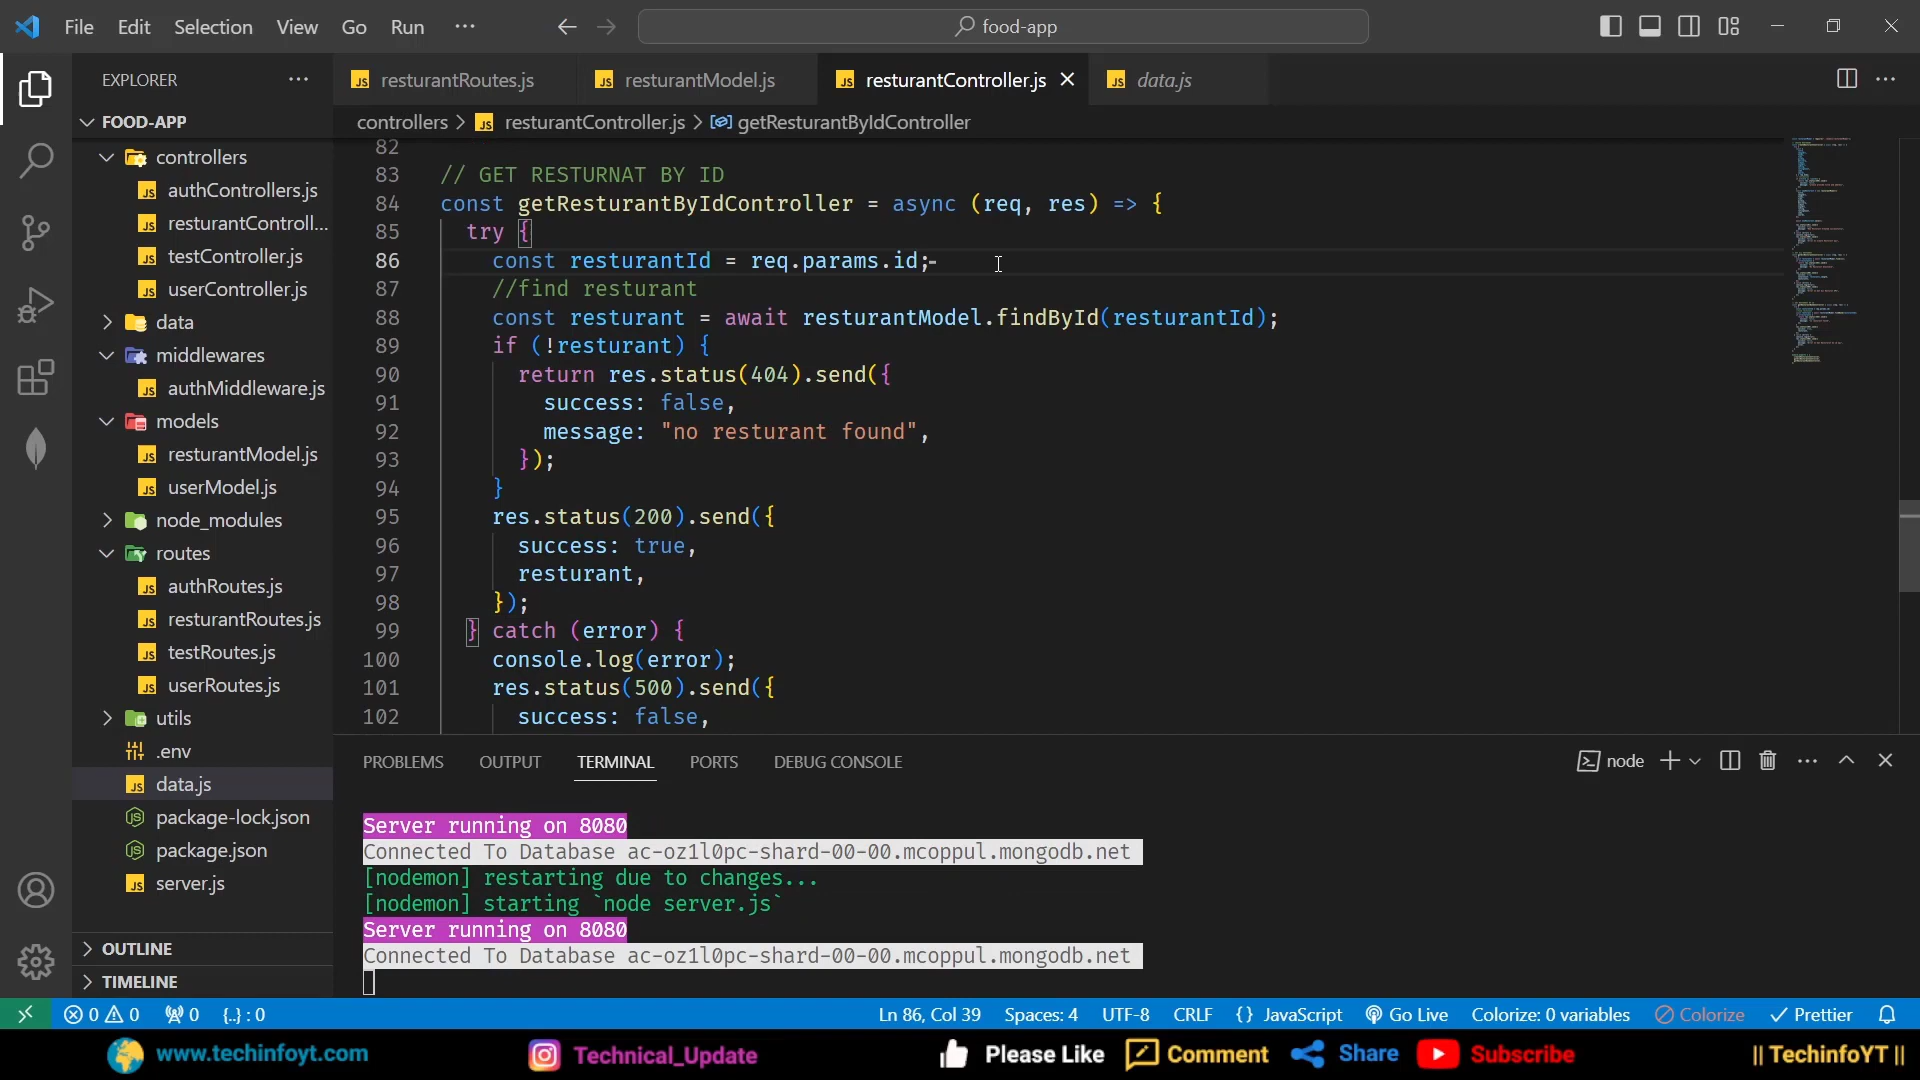 File Edit Selection View Go Run ...
food-app
EXPLORER ...
resturantRoutes.js
resturantModel.js
resturantController.js
data.js
FOOD-APP
controllers > resturantController.js > getResturantByIdController
controllers
authControllers.js
resturantControll...
testController.js
userController.js
data
middlewares
authMiddleware.js
models
resturantModel.js
userModel.js
node_modules
routes
authRoutes.js
resturantRoutes.js
testRoutes.js
userRoutes.js
utils
.env
data.js
package-lock.json
package.json
server.js
OUTLINE
TIMELINE
82
83 // GET RESTURNAT BY ID
84 const getResturantByIdController = async (req, res) => {
85 try {
86 const resturantId = req.params.id;-
87 //find resturant
88 const resturant = await resturantModel.findById(resturantId);
89 if (!resturant) {
90 return res.status(404).send({
91 success: false,
92 message: "no resturant found",
93 });
94 }
95 res.status(200).send({
96 success: true,
97 resturant,
98 });
99 } catch (error) {
100 console.log(error);
101 res.status(500).send({
102 success: false,
PROBLEMS OUTPUT TERMINAL PORTS DEBUG CONSOLE
node
Server running on 8080
Connected To Database ac-oz1l0pc-shard-00-00.mcoppul.mongodb.net
[nodemon] restarting due to changes...
[nodemon] starting `node server.js`
Server running on 8080
Connected To Database ac-oz1l0pc-shard-00-00.mcoppul.mongodb.net
0 0 0 {..} : 0 Ln 86, Col 39 Spaces: 4 UTF-8 CRLF {} JavaScript Go Live Colorize: 0 variables Colorize Prettier
www.techinfoyt.com Technical_Update Please Like Comment Share Subscribe || TechinfoYT ||